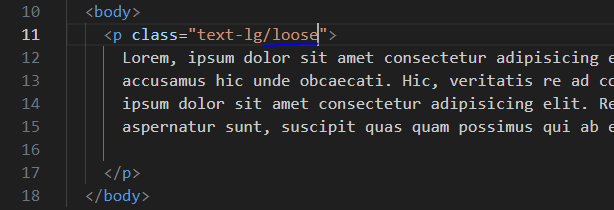 10 <body>
11 <p class="text-lg/loose">
12 Lorem, ipsum dolor sit amet consectetur adipisicing
13 accusamus hic unde obcaecati. Hic, veritatis re ad
14 ipsum dolor sit amet consectetur adipisicing elit.
15 aspernatur sunt, suscipit quas quam possimus qui ab
16
17 </p>
18 </body>